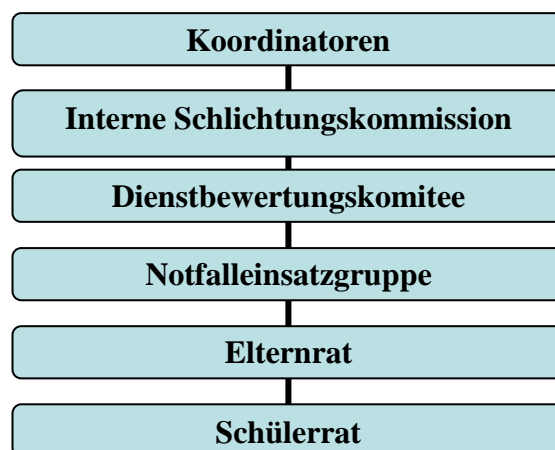 Koordinatoren
Interne Schlichtungskommission
Dienstbewertungskomitee
Notfalleinsatzgruppe
Elternrat
Schülerrat